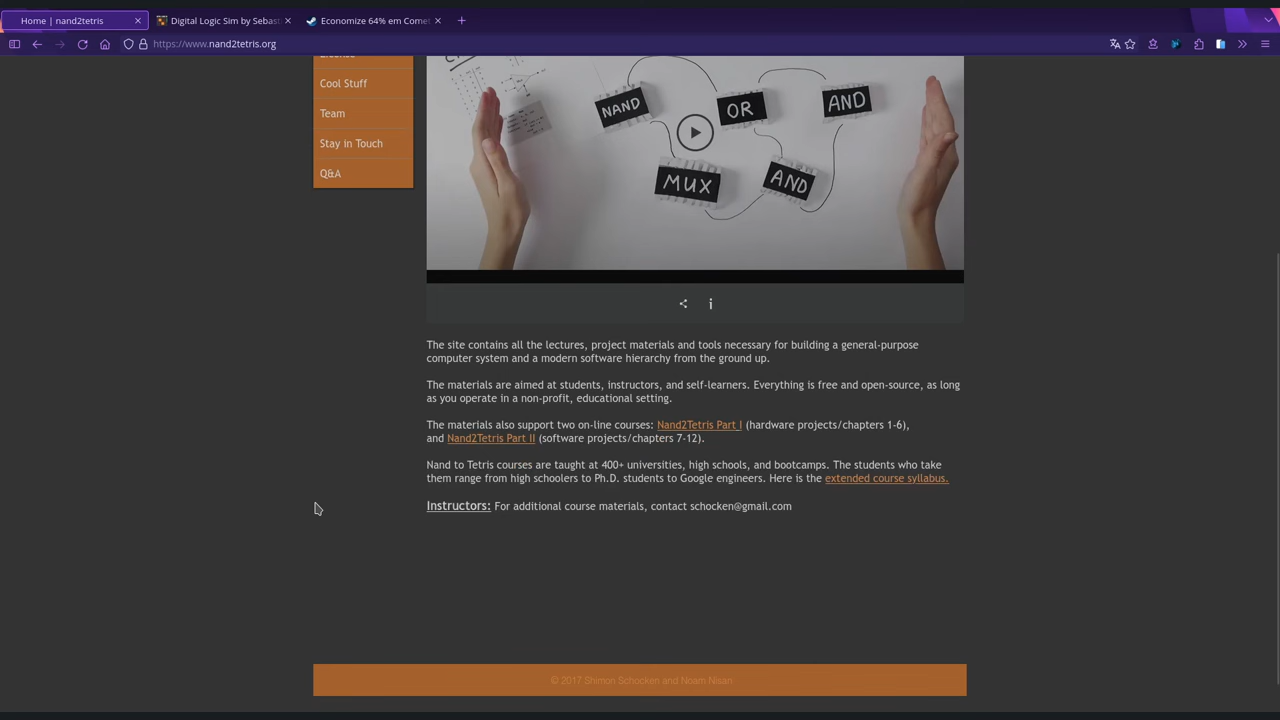 Home | nand2tetris
Digital Logic Sim by Sebast
Economize 64% em Come
https://www.nand2tetris.org
Cool Stuff
Team
Stay in Touch
Q&A
NAND
OR
AND
MUX
AND
The site contains all the lectures, project materials and tools necessary for building a general-purpose
computer system and a modern software hierarchy from the ground up.
The materials are aimed at students, instructors, and self-learners. Everything is free and open-source, as long
as you operate in a non-profit, educational setting.
The materials also support two on-line courses: Nand2Tetris Part I (hardware projects/chapters 1-6),
and Nand2Tetris Part II (software projects/chapters 7-12).
Nand to Tetris courses are taught at 400+ universities, high schools, and bootcamps. The students who take
them range from high schoolers to Ph.D. students to Google engineers. Here is the extended course syllabus.
Instructors: For additional course materials, contact schocken@gmail.com
© 2017 Shimon Schocken and Noam Nisan